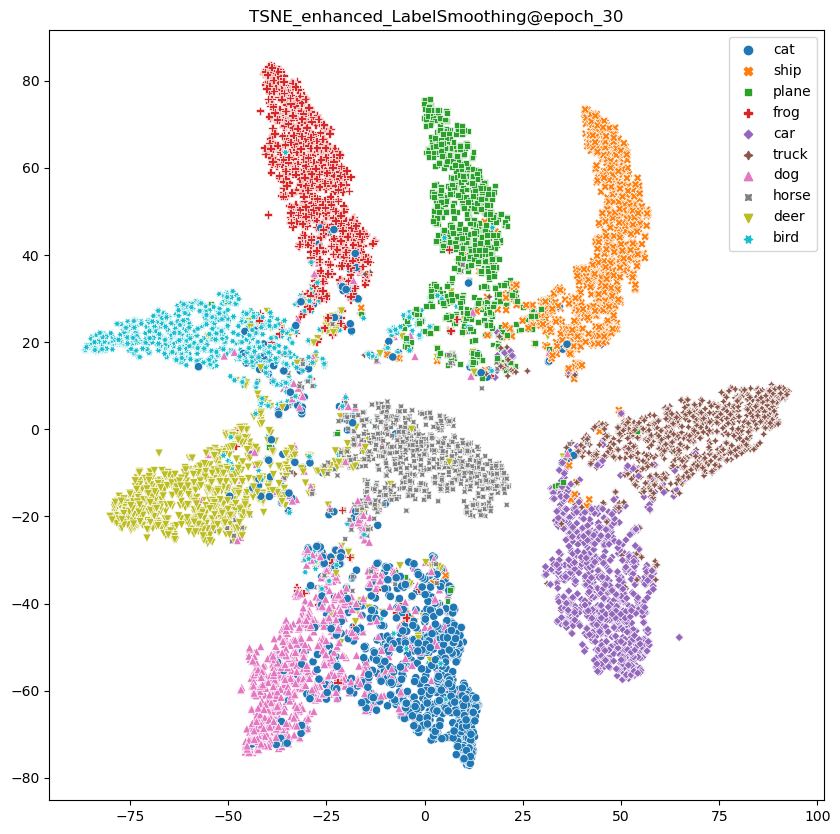 TSNE_enhanced_LabelSmoothing@epoch_30
cat
ship
plane
frog
car
truck
dog
horse
deer
bird
80
60
40
20
0
−20
−40
−60
−80
−75
−50
−25
0
25
50
75
100